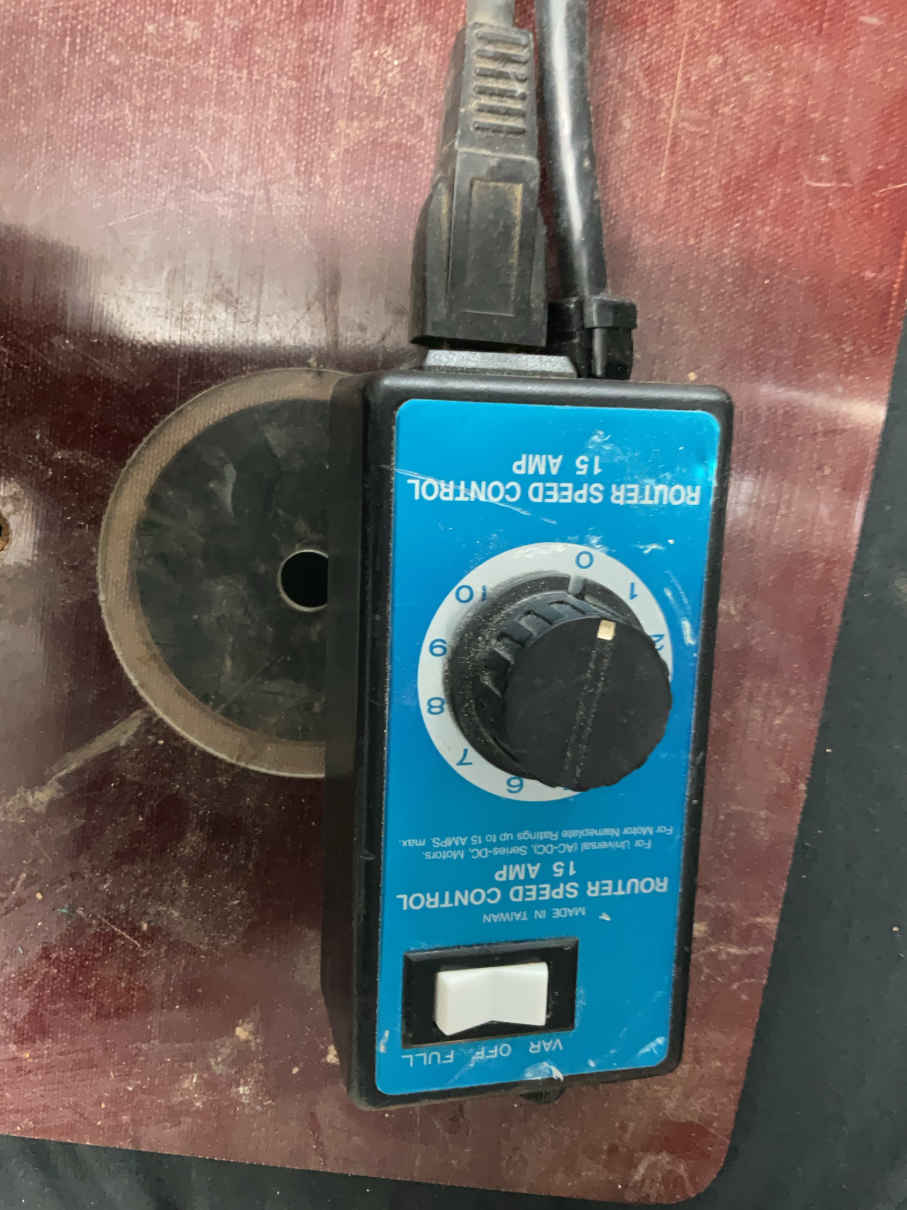 VAR OFF FULL
MADE IN TAIWAN
ROUTER SPEED CONTROL
15 AMP
For Universal (AC-DC), Series-DC, Motors.
For Motor Nameplate Ratings up to 15 AMPS. max.
6
7
8
9
10
0
1
ROUTER SPEED CONTROL
15 AMP